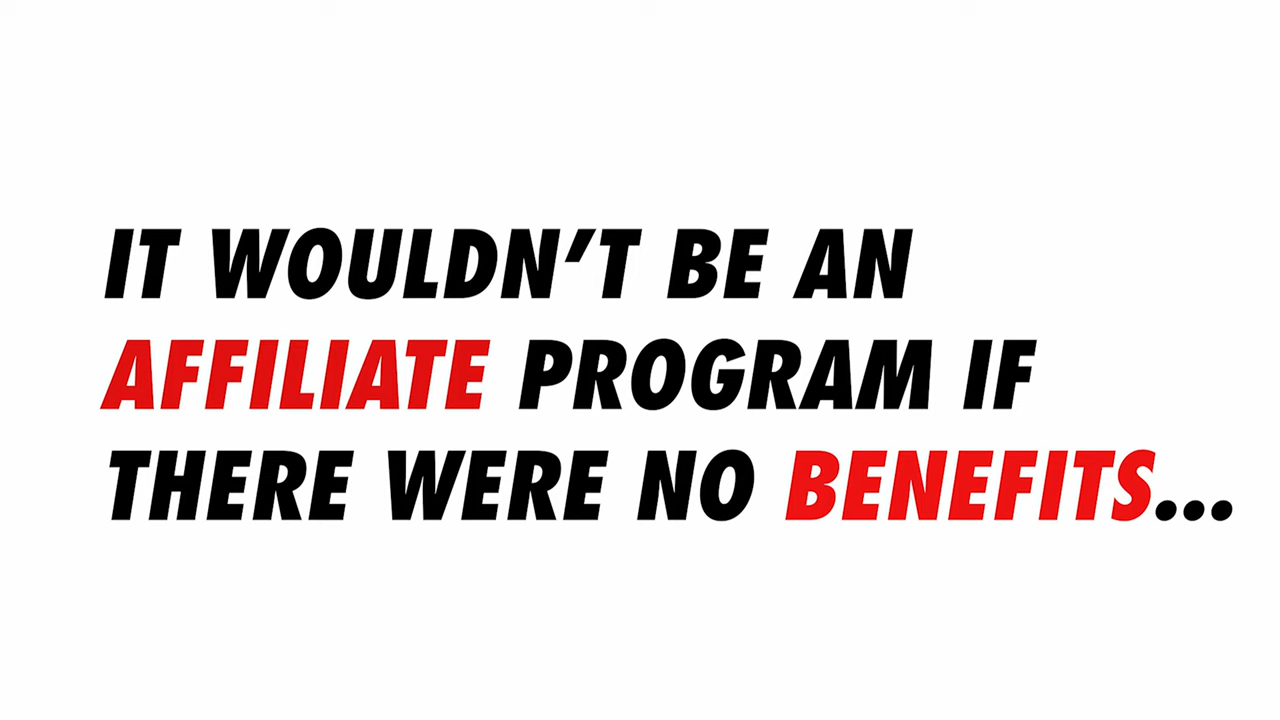 IT WOULDN’T BE AN
AFFILIATE PROGRAM IF
THERE WERE NO BENEFITS...